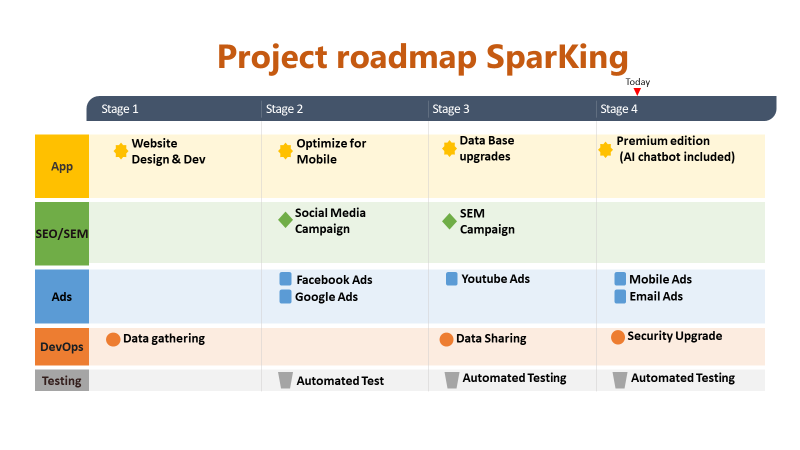 Project roadmap SparKing
Today
Stage 1
Stage 2
Stage 3
Stage 4
App
Website
Design & Dev
Optimize for
Mobile
Data Base
upgrades
Premium edition
(AI chatbot included)
SEO/SEM
Social Media
Campaign
SEM
Campaign
Ads
Facebook Ads
Google Ads
Youtube Ads
Mobile Ads
Email Ads
DevOps
Data gathering
Data Sharing
Security Upgrade
Testing
Automated Test
Automated Testing
Automated Testing